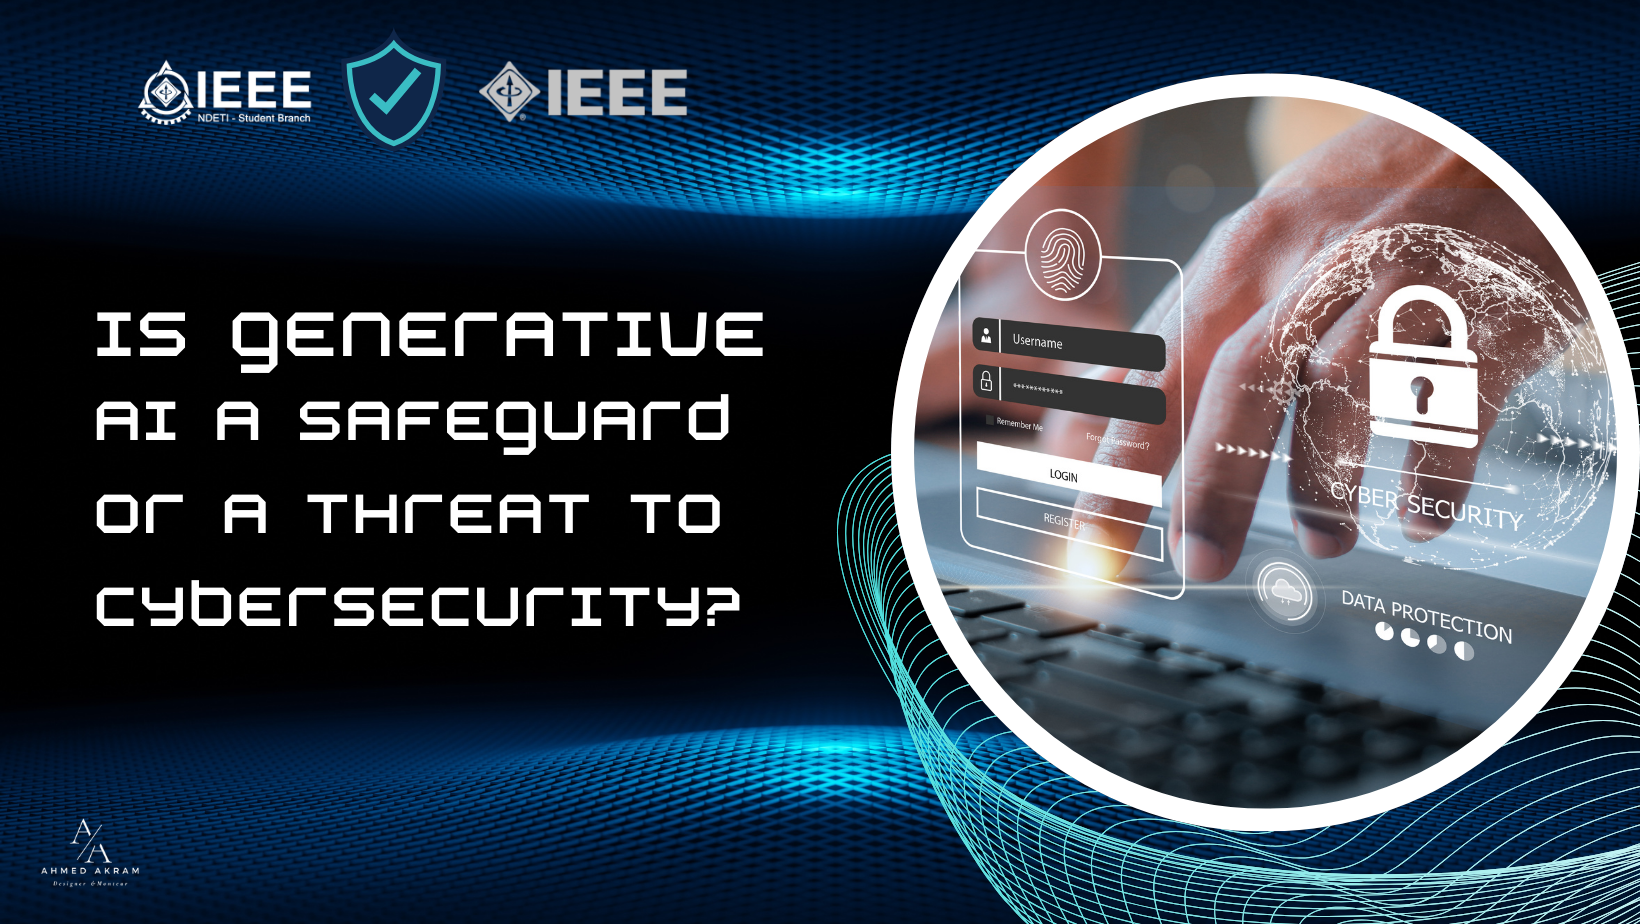 IEEE
NDETI - Student Branch
IEEE
IS GENERATIVE
AI A SAFEGUARD
OR A THREAT TO
CYBERSECURITY?
Username
************
Remember Me
Forgot Password?
LOGIN
REGISTER
CYBER SECURITY
DATA PROTECTION
A/A
AHMED AKRAM
Designer & Monteur